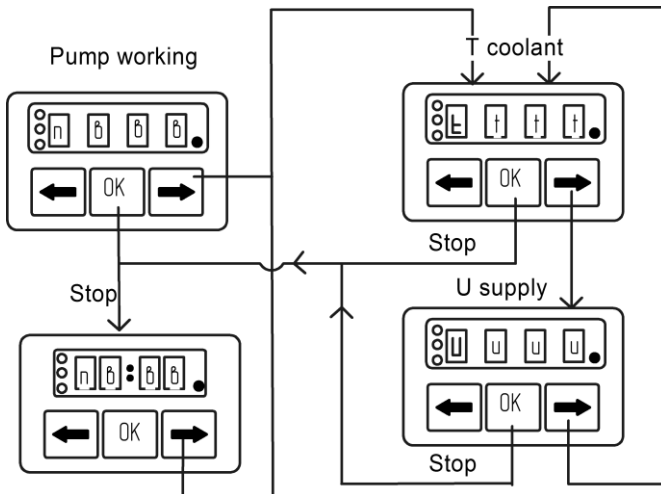 T coolant
Pump working
п в в в
t t t t
OK
OK
Stop
Stop
U supply
п в : в в
U u u u
OK
OK
Stop